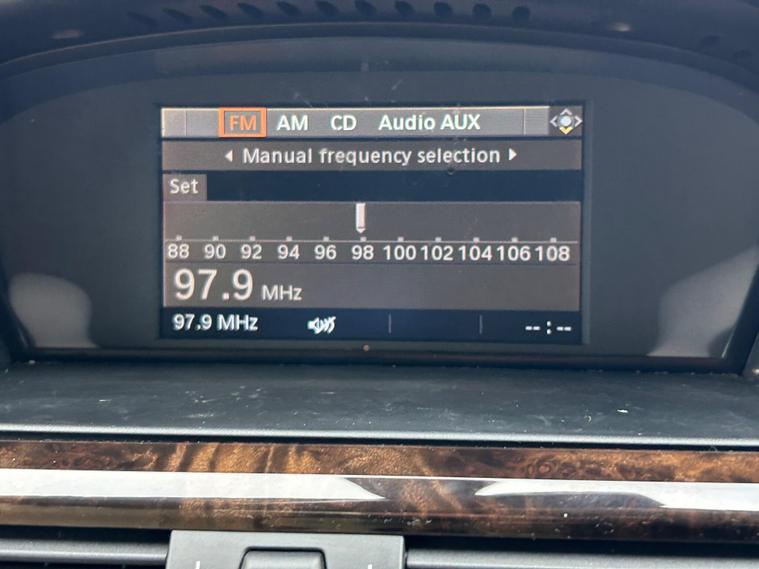 FM AM CD Audio AUX
Manual frequency selection
Set
88 90 92 94 96 98 100 102 104 106 108
97.9 MHz
97.9 MHz -- : --